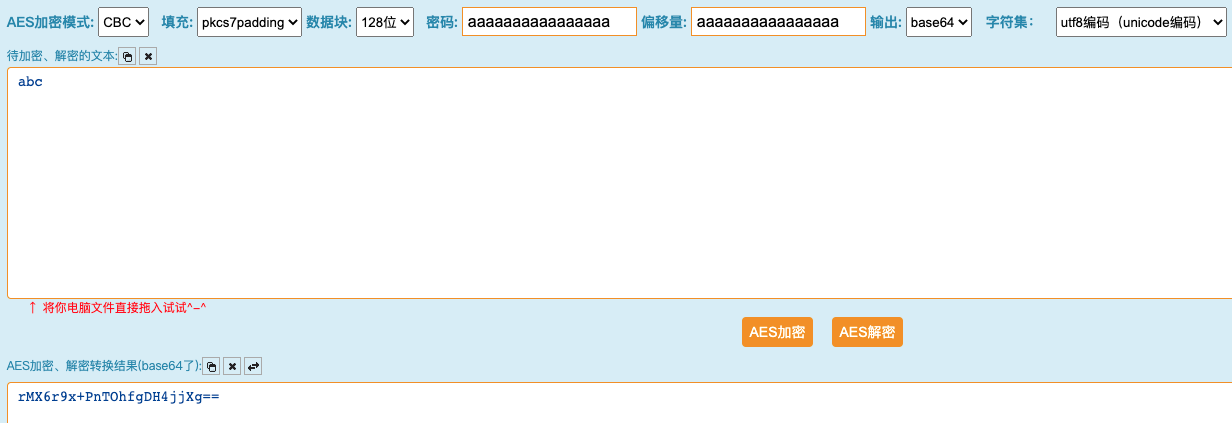 AES加密模式: CBC 填充: pkcs7padding 数据块: 128位 密码: aaaaaaaaaaaaaaaa 偏移量: aaaaaaaaaaaaaaaa 输出: base64 字符集: utf8编码（unicode编码）
待加密、解密的文本:
abc
↑ 将你电脑文件直接拖入试试^-^
AES加密 AES解密
AES加密、解密转换结果(base64了):
rMX6r9x+PnTOhfgDH4jjXg==